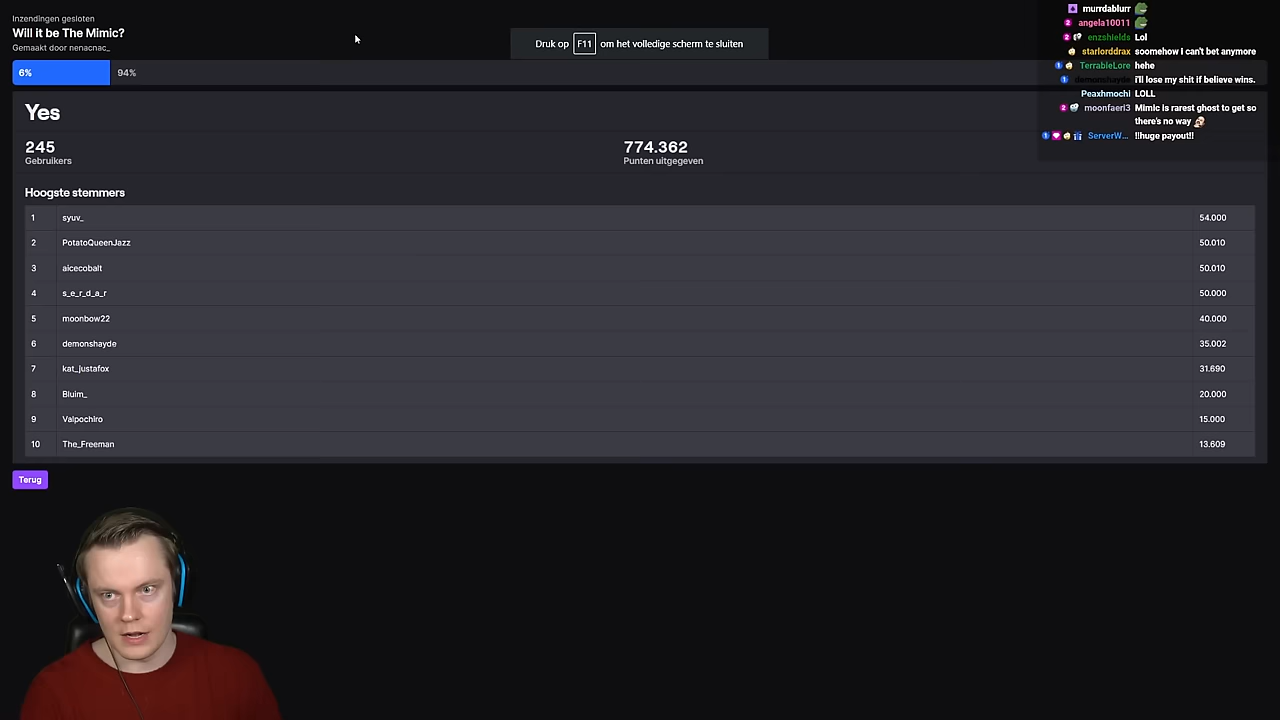 Inzendingen gesloten
Will it be The Mimic?
Gemaakt door nenacnac_
Druk op F11 om het volledige scherm te sluiten
6%
94%
Yes
245
Gebruikers
774.362
Punten uitgegeven
Hoogste stemmers
1 syuv_ 54.000
2 PotatoQueenJazz 50.010
3 aicecobalt 50.010
4 s_e_r_d_a_r 50.000
5 moonbow22 40.000
6 demonshayde 35.002
7 kat_justafox 31.690
8 Bluim_ 20.000
9 Valpochiro 15.000
10 The_Freeman 13.609
Terug
murrdablurr
angela10011
enzshields Lol
starlorddrax soomehow I can't bet anymore
TerrableLore hehe
demonshayde i'll lose my shit if believe wins.
Peaxhmochi LOLL
moonfaeri3 Mimic is rarest ghost to get so
there's no way
ServerW... !!huge payout!!